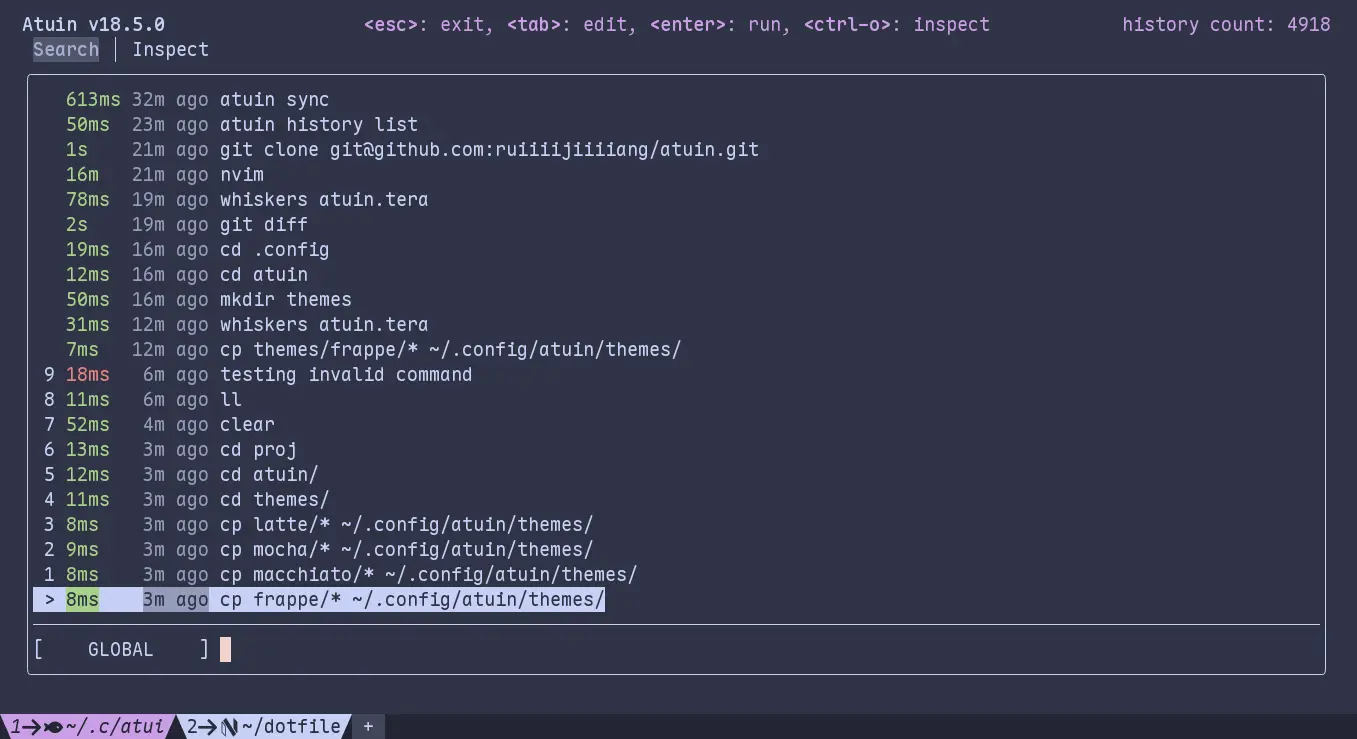 Atuin v18.5.0 <esc>: exit, <tab>: edit, <enter>: run, <ctrl-o>: inspect history count: 4918
Search │ Inspect
613ms 32m ago atuin sync
50ms 23m ago atuin history list
1s 21m ago git clone git@github.com:ruiiiijiiiiang/atuin.git
16m 21m ago nvim
78ms 19m ago whiskers atuin.tera
2s 19m ago git diff
19ms 16m ago cd .config
12ms 16m ago cd atuin
50ms 16m ago mkdir themes
31ms 12m ago whiskers atuin.tera
7ms 12m ago cp themes/frappe/* ~/.config/atuin/themes/
9 18ms 6m ago testing invalid command
8 11ms 6m ago ll
7 52ms 4m ago clear
6 13ms 3m ago cd proj
5 12ms 3m ago cd atuin/
4 11ms 3m ago cd themes/
3 8ms 3m ago cp latte/* ~/.config/atuin/themes/
2 9ms 3m ago cp mocha/* ~/.config/atuin/themes/
1 8ms 3m ago cp macchiato/* ~/.config/atuin/themes/
> 8ms 3m ago cp frappe/* ~/.config/atuin/themes/
[ GLOBAL ]
1→ ~/.c/atui 2→ ~/dotfile +